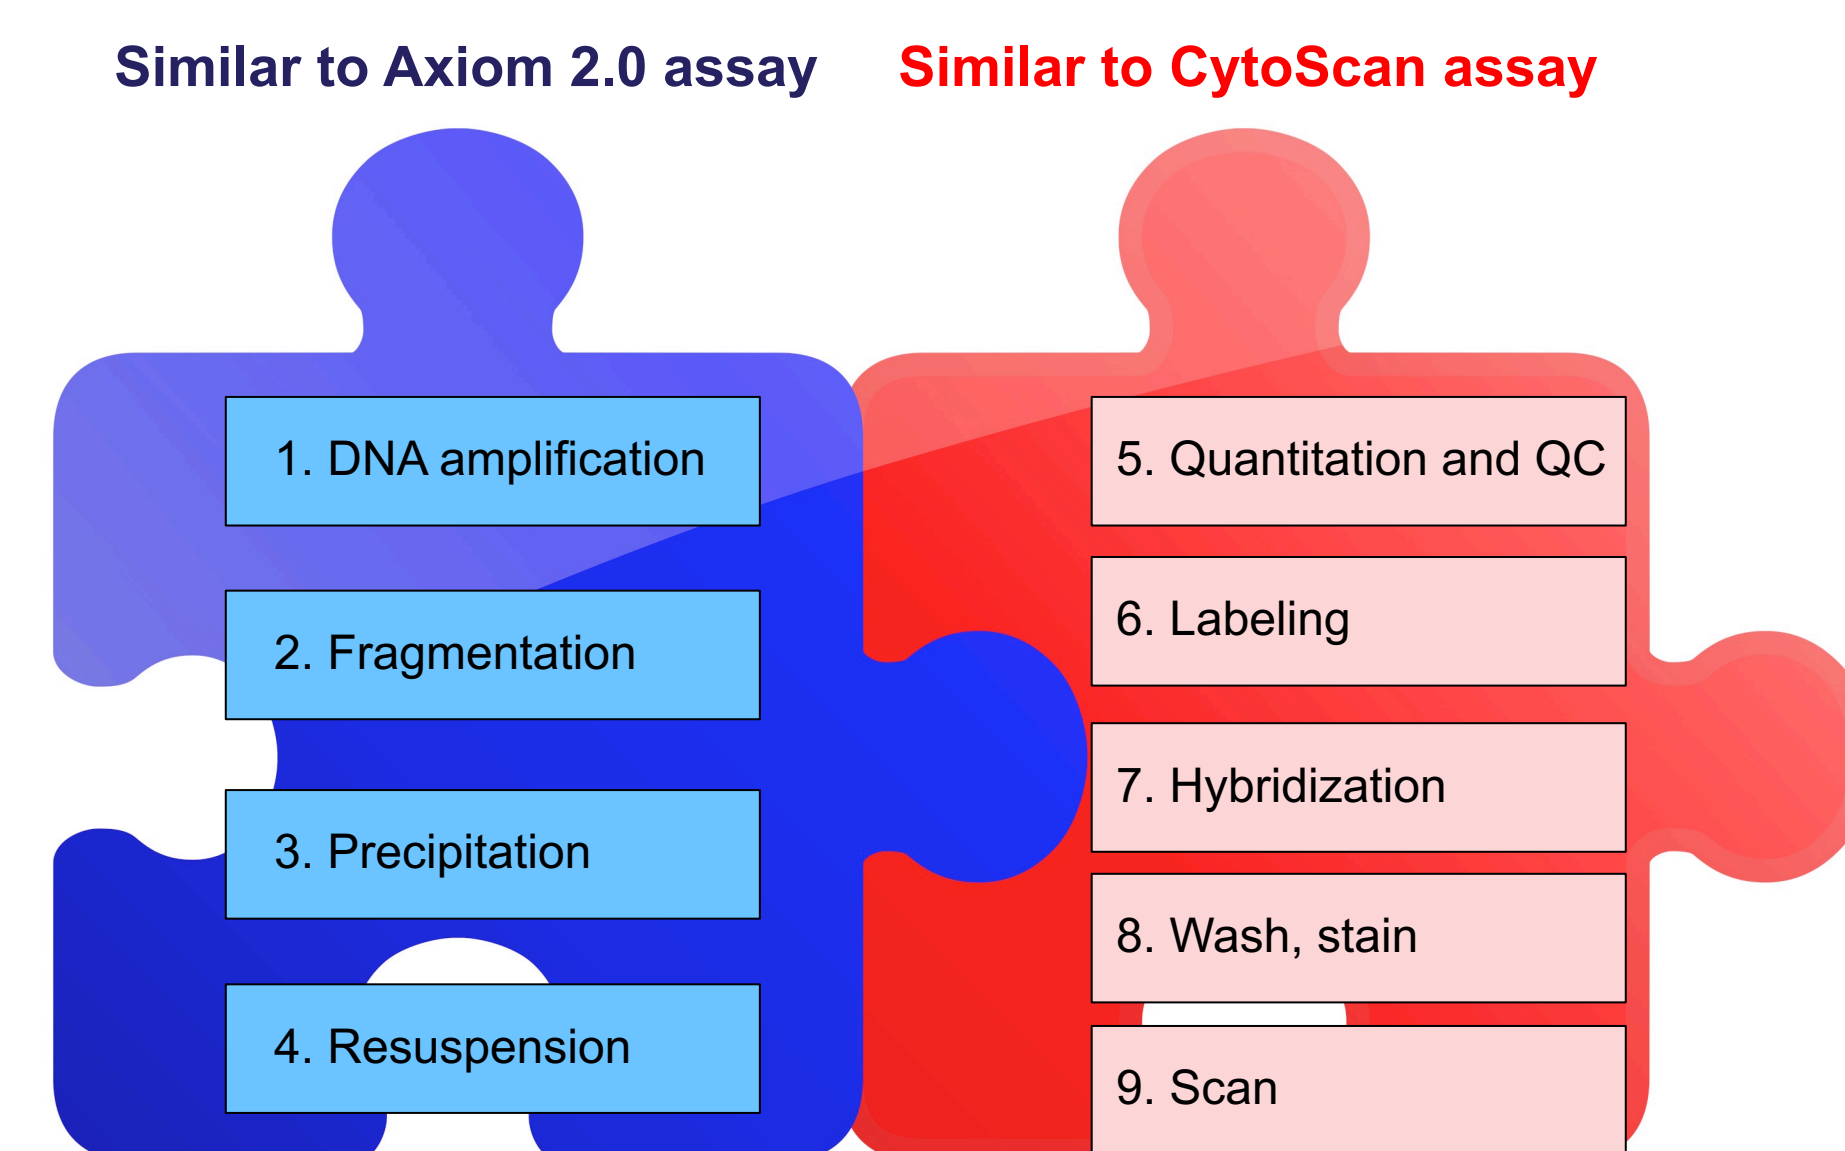 Similar to Axiom 2.0 assay
Similar to CytoScan assay
1. DNA amplification
2. Fragmentation
3. Precipitation
4. Resuspension
5. Quantitation and QC
6. Labeling
7. Hybridization
8. Wash, stain
9. Scan